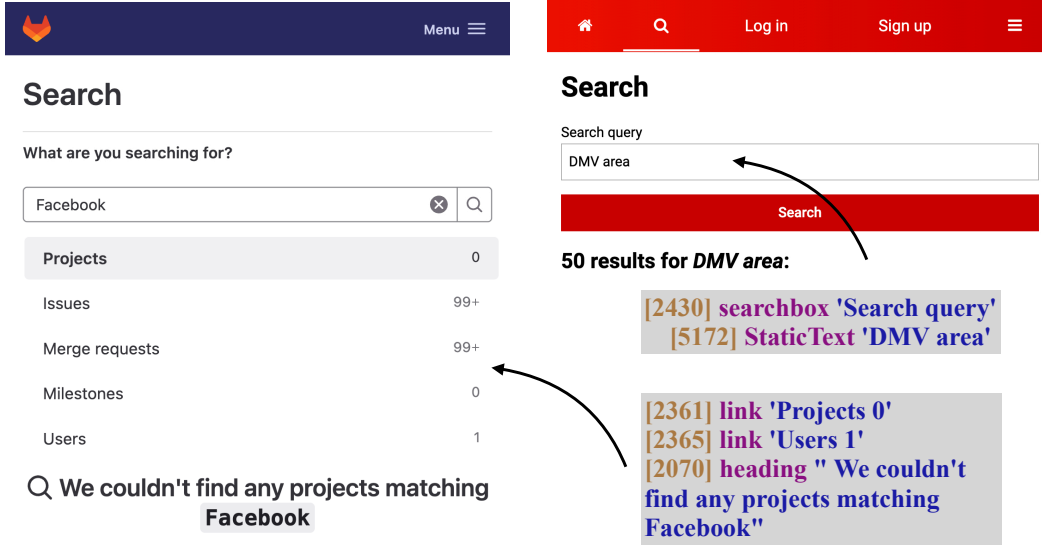 Menu
Search
What are you searching for?
Facebook
Projects 0
Issues 99+
Merge requests 99+
Milestones 0
Users 1
We couldn't find any projects matching
Facebook
Log in Sign up
Search
Search query
DMV area
Search
50 results for DMV area:
[2430] searchbox 'Search query'
[5172] StaticText 'DMV area'
[2361] link 'Projects 0'
[2365] link 'Users 1'
[2070] heading " We couldn't
find any projects matching
Facebook"